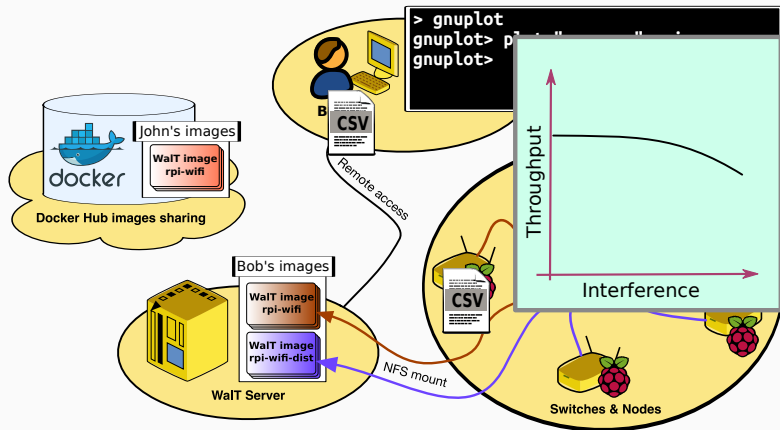 > gnuplot
gnuplot>
gnuplot>
CSV
John's images
WalT image
rpi-wifi
docker
Docker Hub images sharing
Remote access
Throughput
Interference
Bob's images
WalT image
rpi-wifi
WalT image
rpi-wifi-dist
CSV
NFS mount
WalT Server
Switches & Nodes